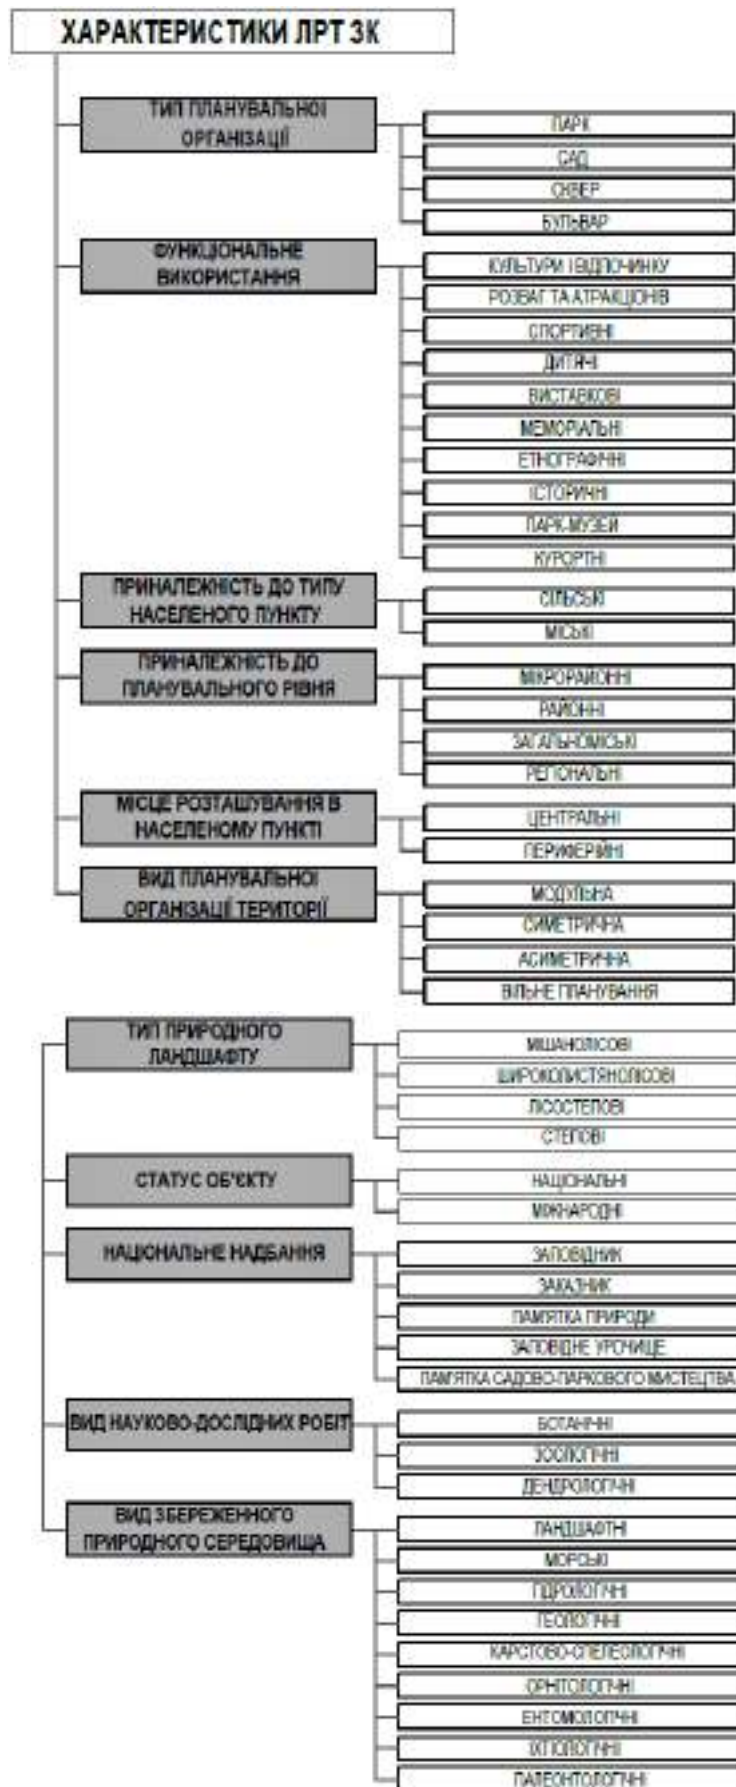 ХАРАКТЕРИСТИКИ ЛРТ ЗК
ТИП ПЛАНУВАЛЬНОЇ
ОРГАНІЗАЦІЇ
ПАРК
САД
СКВЕР
БУЛЬВАР
ФУНКЦІОНАЛЬНЕ
ВИКОРИСТАННЯ
КУЛЬТУРИ І ВІДПОЧИНКУ
РОЗВАГ ТА АТРАКЦІОНІВ
СПОРТИВНІ
ДИТЯЧІ
ВИСТАВКОВІ
МЕМОРІАЛЬНІ
ЕТНОГРАФІЧНІ
ІСТОРИЧНІ
ПАРК-МУЗЕЙ
КУРОРТНІ
ПРИНАЛЕЖНІСТЬ ДО ТИПУ
НАСЕЛЕНОГО ПУНКТУ
СІЛЬСЬКІ
МІСЬКІ
ПРИНАЛЕЖНІСТЬ ДО
ПЛАНУВАЛЬНОГО РІВНЯ
МІКРОРАЙОННІ
РАЙОННІ
ЗАГАЛЬНОМІСЬКІ
РЕГІОНАЛЬНІ
МІСЦЕ РОЗТАШУВАННЯ В
НАСЕЛЕНОМУ ПУНКТІ
ЦЕНТРАЛЬНІ
ПЕРИФЕРІЙНІ
ВИД ПЛАНУВАЛЬНОЇ
ОРГАНІЗАЦІЇ ТЕРИТОРІЇ
МОДУЛЬНА
СИМЕТРИЧНА
АСИМЕТРИЧНА
ВІЛЬНЕ ПЛАНУВАННЯ
ТИП ПРИРОДНОГО
ЛАНДШАФТУ
МІШАНОЛІСОВІ
ШИРОКОЛИСТЯНОЛІСОВІ
ЛІСОСТЕПОВІ
СТЕПОВІ
СТАТУС ОБ'ЄКТУ
НАЦІОНАЛЬНІ
МІЖНАРОДНІ
НАЦІОНАЛЬНЕ НАДБАННЯ
ЗАПОВІДНИК
ЗАКАЗНИК
ПАМ'ЯТКА ПРИРОДИ
ЗАПОВІДНЕ УРОЧИЩЕ
ПАМ'ЯТКА САДОВО-ПАРКОВОГО МИСТЕЦТВА
ВИД НАУКОВО-ДОСЛІДНИХ РОБІТ
БОТАНІЧНІ
ЗООЛОГІЧНІ
ДЕНДРОЛОГІЧНІ
ВИД ЗБЕРЕЖЕННОГО
ПРИРОДНОГО СЕРЕДОВИЩА
ЛАНДШАФТНІ
МОРСЬКІ
ГІДРОЛОГІЧНІ
ГЕОЛОГІЧНІ
КАРСТОВО-СПЕЛЕОЛОГІЧНІ
ОРНІТОЛОГІЧНІ
ЕНТОМОЛОГІЧНІ
ІХТІОЛОГІЧНІ
ПАЛЕОНТОЛОГІЧНІ